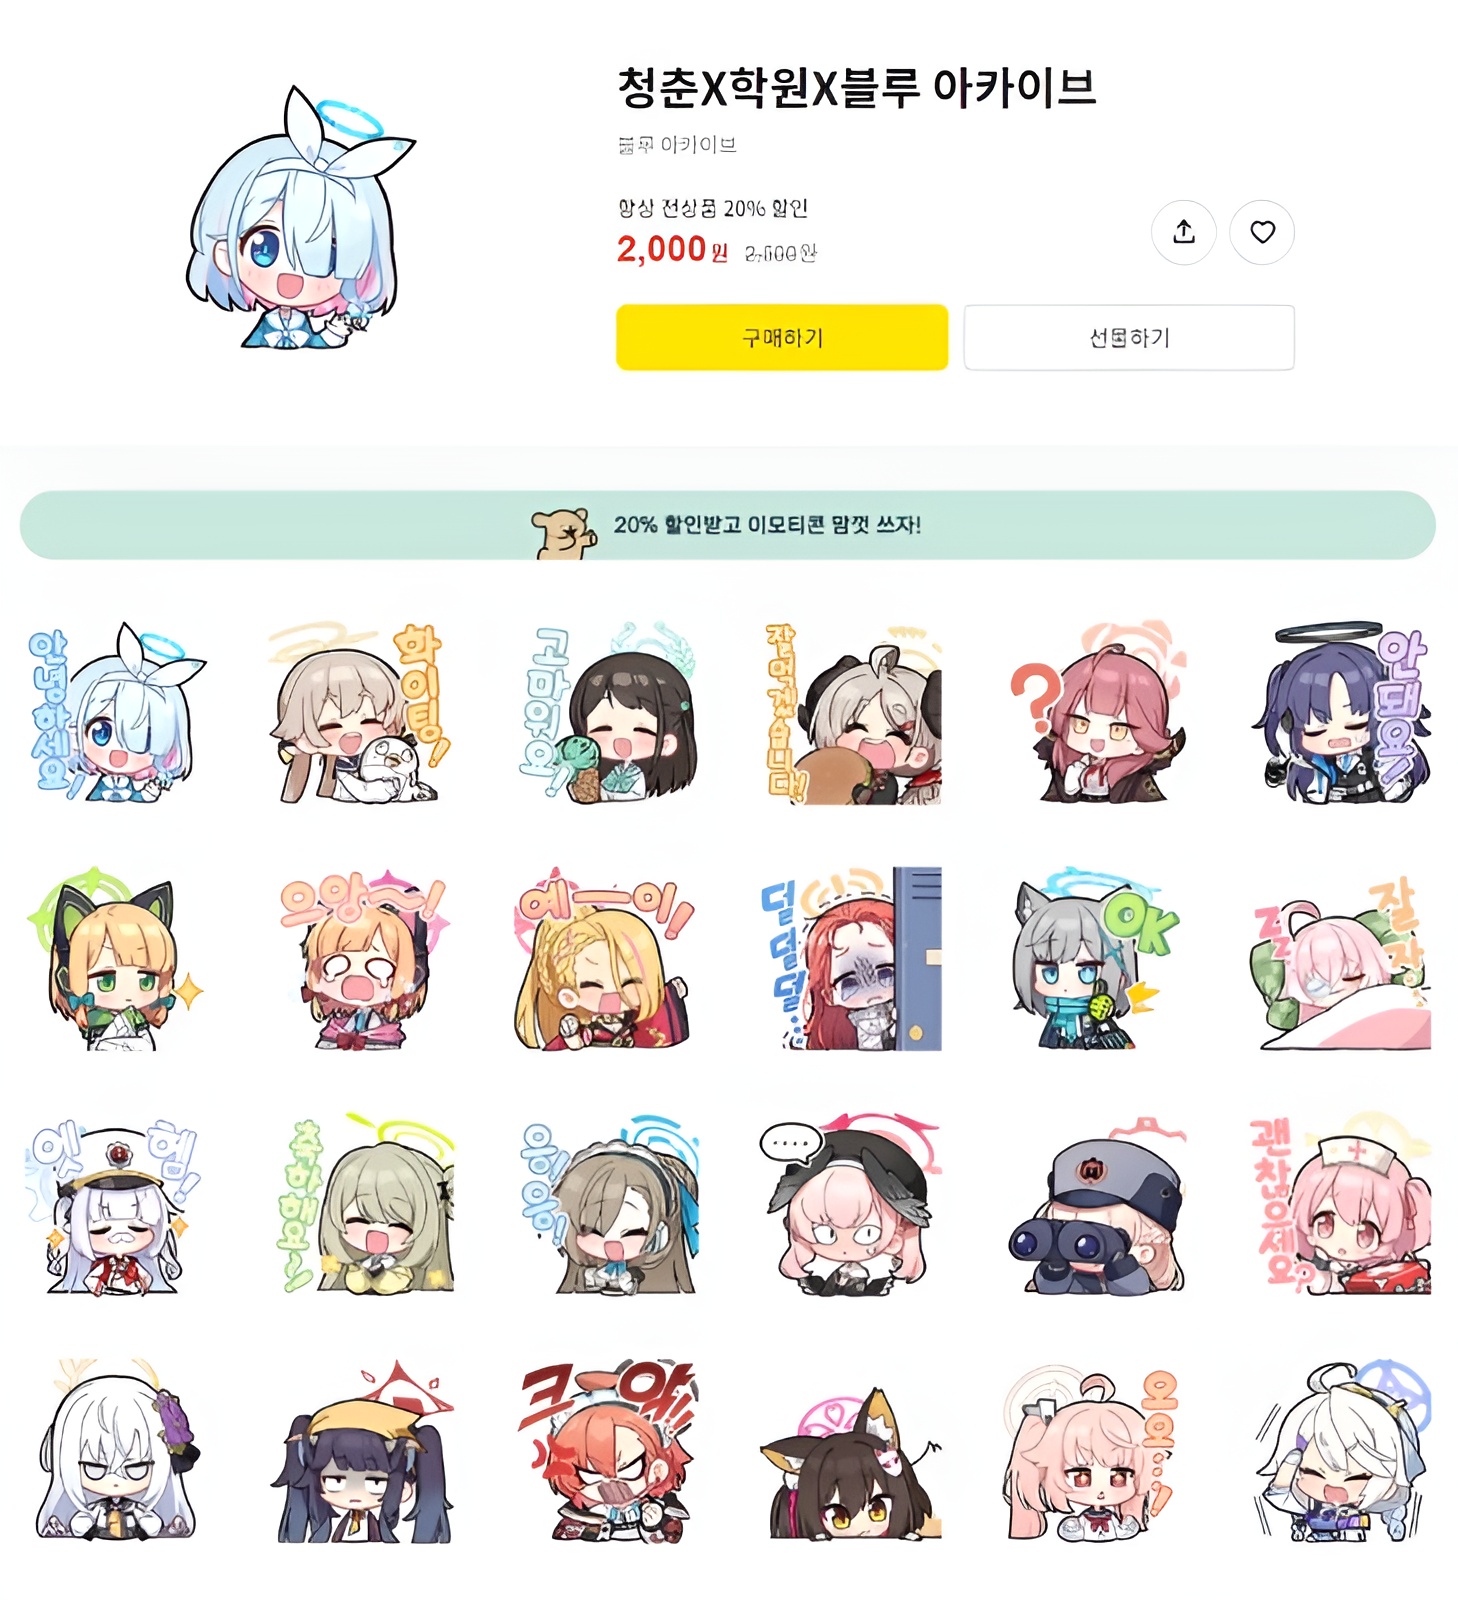 청춘X학원X블루 아카이브
블루 아카이브
항상 전상품 20% 할인
2,000원 2,500원
구매하기
선물하기
20% 할인받고 이모티콘 맘껏 쓰자!
안녕하세요!
화이팅!
고마워요!
잘먹겠습니다!
?
안돼요!
으앙~!
예-이!
덜덜덜...
OK
zz
잘자
엣헴!
축하해요!
응응!
....
괜찮으세요?
크앙!!
오오...!